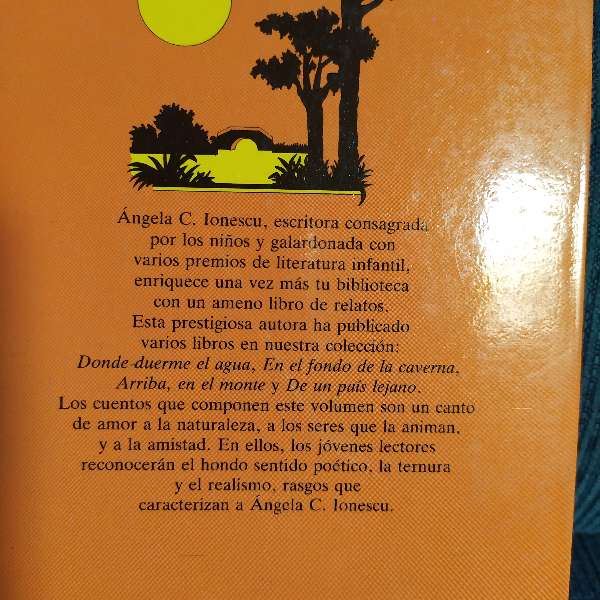 Ángela C. Ionescu, escritora consagrada
por los niños y galardonada con
varios premios de literatura infantil,
enriquece una vez más tu biblioteca
con un ameno libro de relatos.
Esta prestigiosa autora ha publicado
varios libros en nuestra colección:
Donde duerme el agua, En el fondo de la caverna,
Arriba, en el monte y De un país lejano.
Los cuentos que componen este volumen son un canto
de amor a la naturaleza, a los seres que la animan,
y a la amistad. En ellos, los jóvenes lectores
reconocerán el hondo sentido poético, la ternura
y el realismo, rasgos que
caracterizan a Ángela C. Ionescu.